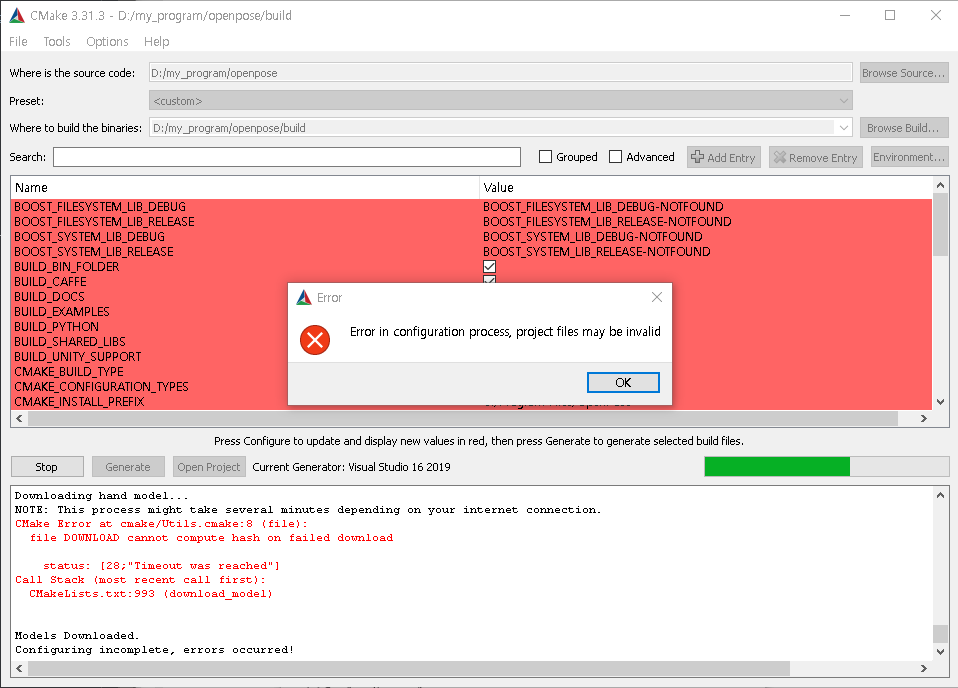 CMake 3.31.3 - D:/my_program/openpose/build
File Tools Options Help
Where is the source code: D:/my_program/openpose Browse Source...
Preset: <custom>
Where to build the binaries: D:/my_program/openpose/build Browse Build...
Search: Grouped Advanced Add Entry Remove Entry Environment...
Name Value
BOOST_FILESYSTEM_LIB_DEBUG BOOST_FILESYSTEM_LIB_DEBUG-NOTFOUND
BOOST_FILESYSTEM_LIB_RELEASE BOOST_FILESYSTEM_LIB_RELEASE-NOTFOUND
BOOST_SYSTEM_LIB_DEBUG BOOST_SYSTEM_LIB_DEBUG-NOTFOUND
BOOST_SYSTEM_LIB_RELEASE BOOST_SYSTEM_LIB_RELEASE-NOTFOUND
BUILD_BIN_FOLDER
BUILD_CAFFE
BUILD_DOCS
BUILD_EXAMPLES
BUILD_PYTHON
BUILD_SHARED_LIBS
BUILD_UNITY_SUPPORT
CMAKE_BUILD_TYPE
CMAKE_CONFIGURATION_TYPES
CMAKE_INSTALL_PREFIX
Error
Error in configuration process, project files may be invalid
OK
Press Configure to update and display new values in red, then press Generate to generate selected build files.
Stop Generate Open Project Current Generator: Visual Studio 16 2019
Downloading hand model...
NOTE: This process might take several minutes depending on your internet connection.
CMake Error at cmake/Utils.cmake:8 (file):
file DOWNLOAD cannot compute hash on failed download
status: [28;"Timeout was reached"]
Call Stack (most recent call first):
CMakeLists.txt:993 (download_model)
Models Downloaded.
Configuring incomplete, errors occurred!